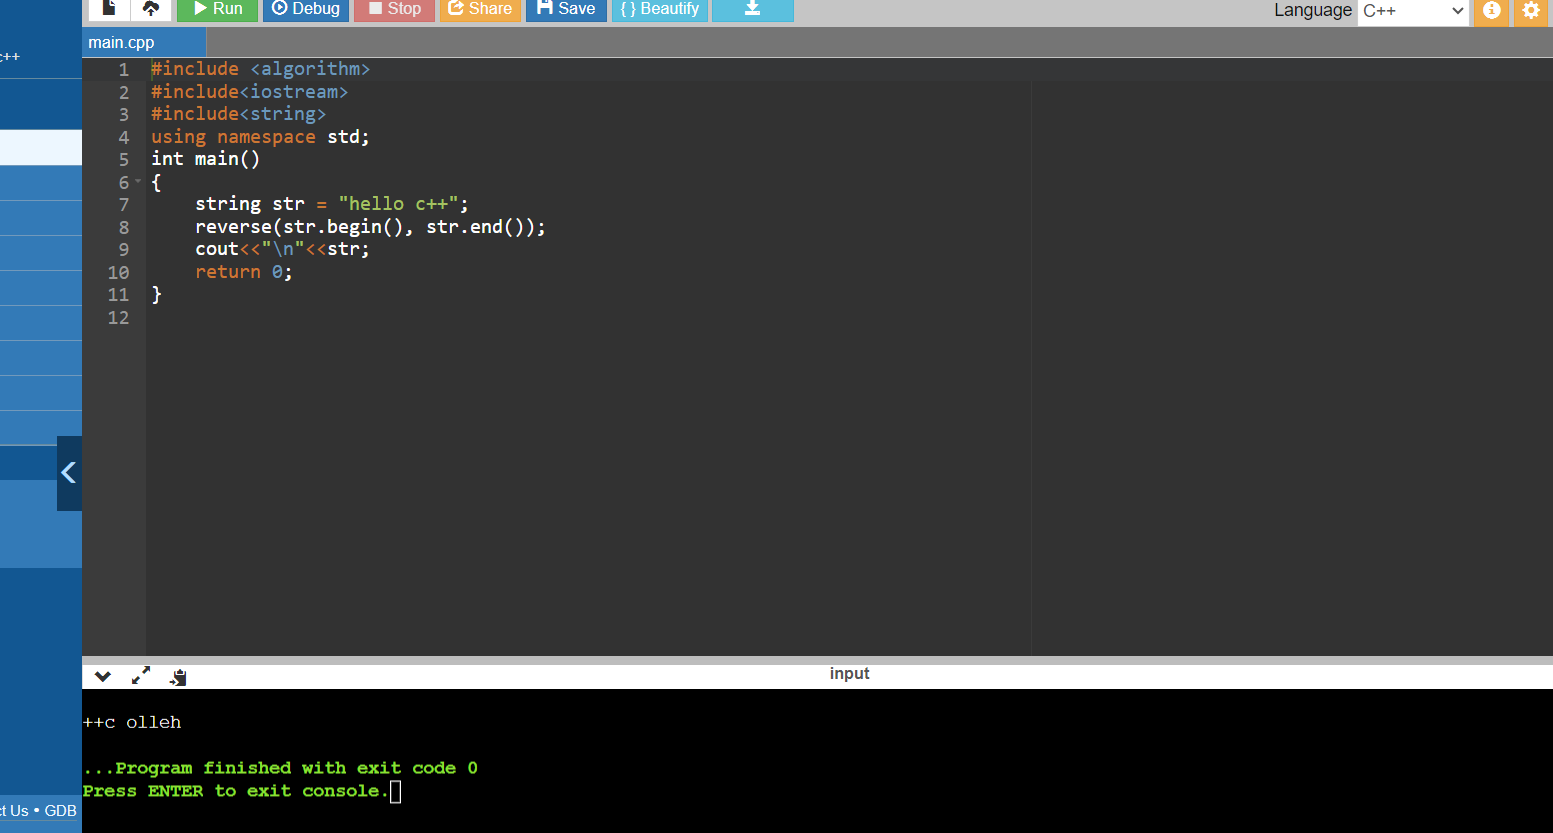 Run Debug Stop Share Save { } Beautify Language C++
c++
main.cpp
1 #include <algorithm>
2 #include<iostream>
3 #include<string>
4 using namespace std;
5 int main()
6 {
7 string str = "hello c++";
8 reverse(str.begin(), str.end());
9 cout<<"\n"<<str;
10 return 0;
11 }
12
input
++c olleh
...Program finished with exit code 0
Press ENTER to exit console.
t Us • GDB